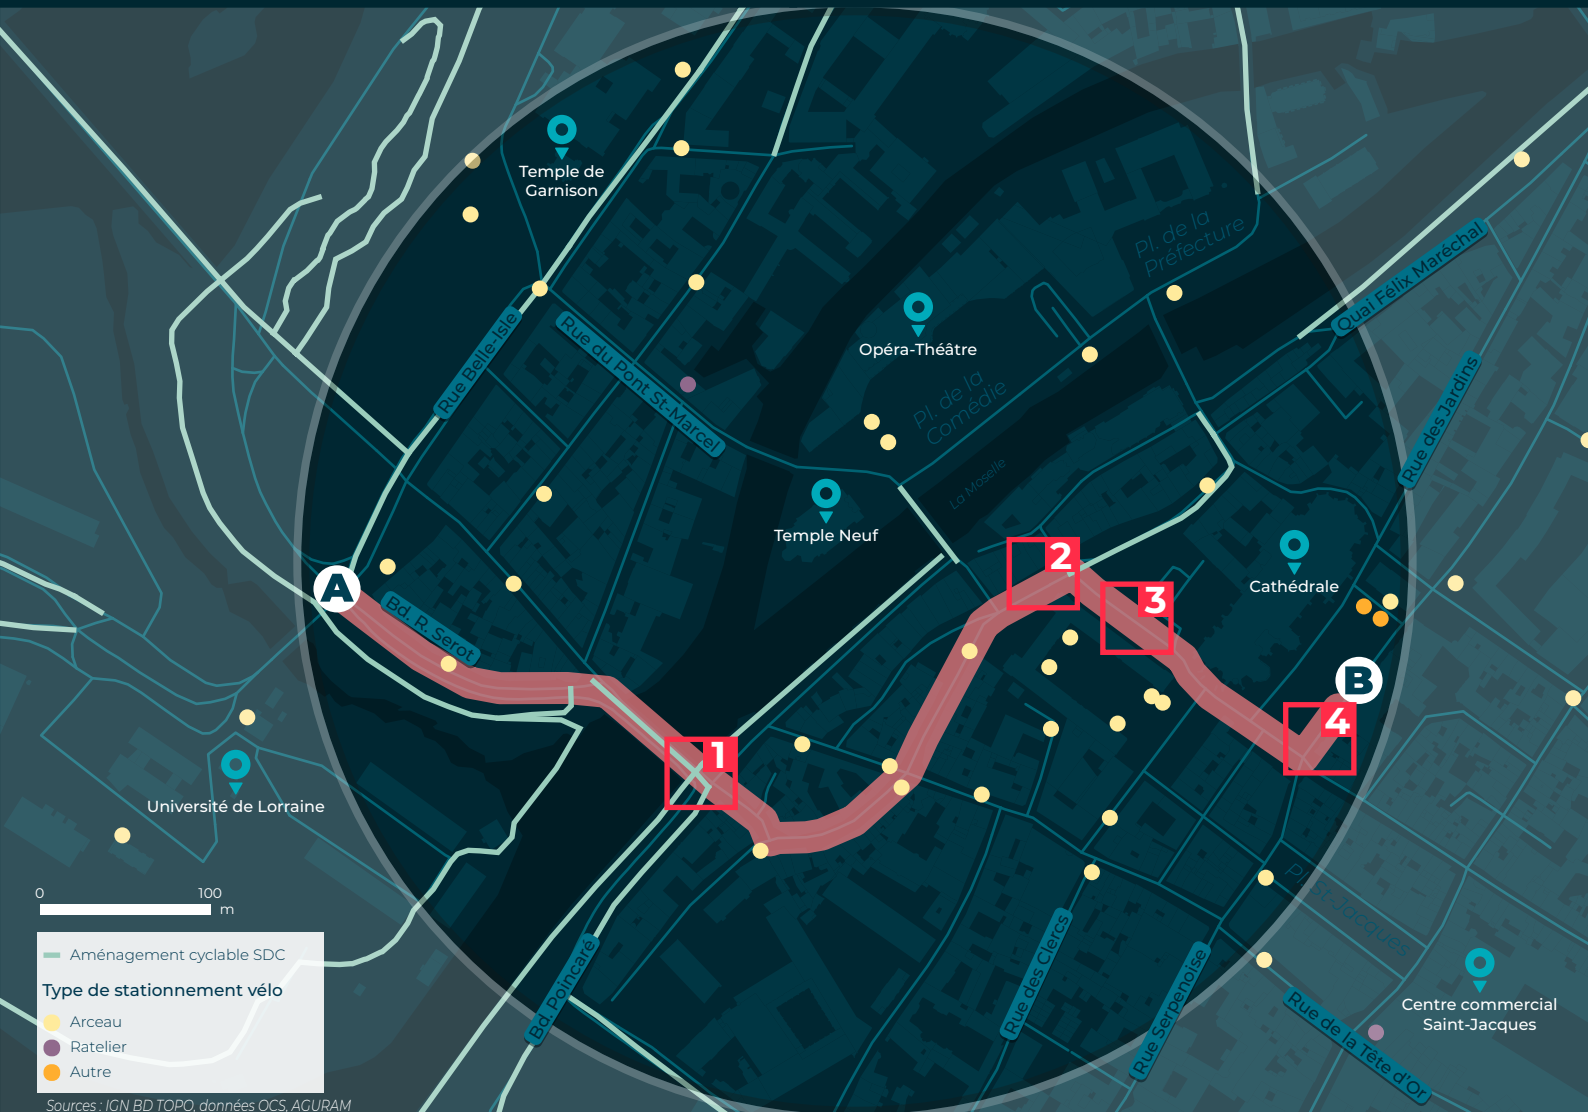 Temple de
Garnison
Pl. de la
Préfecture
Quai Félix Maréchal
Rue Belle-Isle
Rue du Pont St-Marcel
Opéra-Théâtre
Pl. de la
Comédie
Rue des Jardins
La Moselle
Temple Neuf
2
Cathédrale
A
3
Bd. R. Serot
B
4
1
Université de Lorraine
0 100
m
Pl. St-Jacques
Aménagement cyclable SDC
Type de stationnement vélo
Arceau
Ratelier
Autre
Bd. Poincaré
Rue des Clercs
Rue Serpenoise
Centre commercial
Saint-Jacques
Rue de la Tête d'Or
Sources : IGN BD TOPO, données OCS, AGURAM